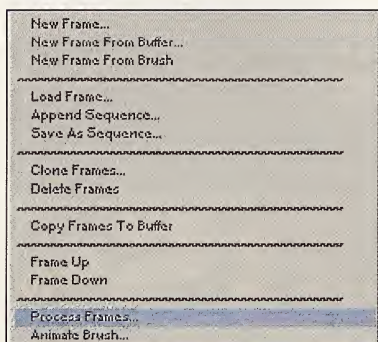 New Frame...
New Frame From Buffer...
New Frame From Brush
Load Frame...
Append Sequence...
Save As Sequence...
Clone Frames...
Delete Frames
Copy Frames To Buffer
Frame Up
Frame Down
Process Frames...
Animate Brush...